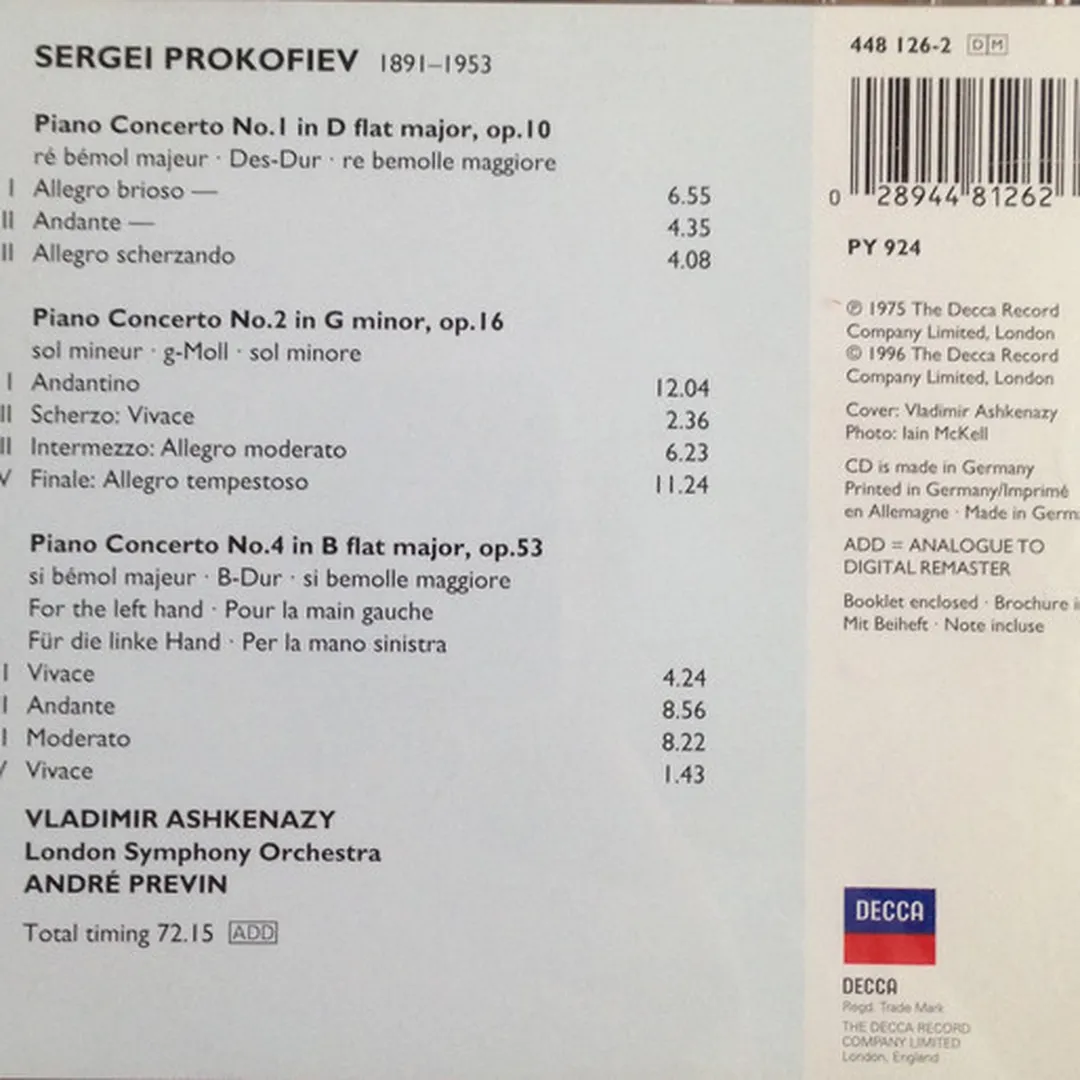 SERGEI PROKOFIEV 1891–1953
Piano Concerto No.1 in D flat major, op.10
ré bémol majeur · Des-Dur · re bemolle maggiore
I Allegro brioso — 6.55
II Andante — 4.35
II Allegro scherzando 4.08
Piano Concerto No.2 in G minor, op.16
sol mineur · g-Moll · sol minore
I Andantino 12.04
II Scherzo: Vivace 2.36
II Intermezzo: Allegro moderato 6.23
V Finale: Allegro tempestoso 11.24
Piano Concerto No.4 in B flat major, op.53
si bémol majeur · B-Dur · si bemolle maggiore
For the left hand · Pour la main gauche
Für die linke Hand · Per la mano sinistra
I Vivace 4.24
I Andante 8.56
I Moderato 8.22
V Vivace 1.43
VLADIMIR ASHKENAZY
London Symphony Orchestra
ANDRÉ PREVIN
Total timing 72.15 ADD
448 126-2 DM
0 28944 81262
PY 924
℗ 1975 The Decca Record
Company Limited, London
© 1996 The Decca Record
Company Limited, London
Cover: Vladimir Ashkenazy
Photo: Iain McKell
CD is made in Germany
Printed in Germany/Imprimé
en Allemagne · Made in Germ
ADD = ANALOGUE TO
DIGITAL REMASTER
Booklet enclosed · Brochure
Mit Beiheft · Note incluse
DECCA
DECCA
Regd. Trade Mark
THE DECCA RECORD
COMPANY LIMITED
London, England